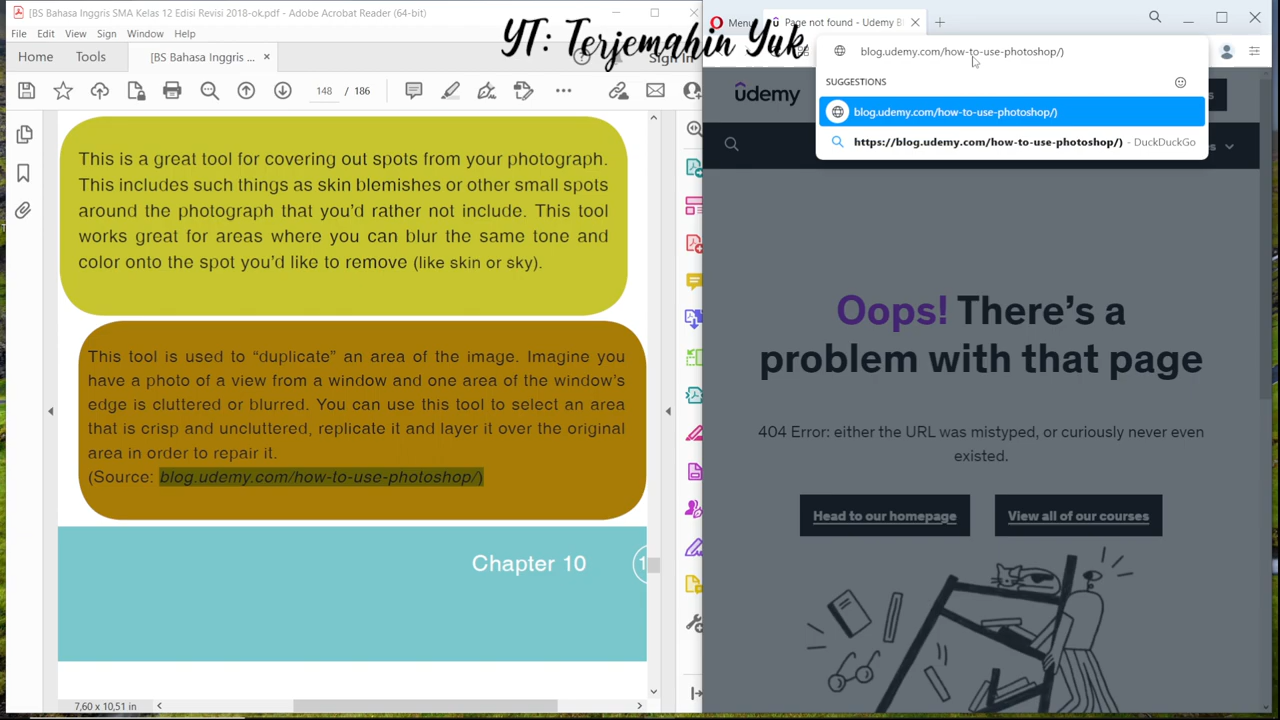 [BS Bahasa Inggris SMA Kelas 12 Edisi Revisi 2018-ok.pdf - Adobe Acrobat Reader (64-bit)
File Edit View Sign Window Help
Home Tools [BS Bahasa Inggris ... × Sign In
148 / 186
YT: Terjemahin Yuk
This is a great tool for covering out spots from your photograph.
This includes such things as skin blemishes or other small spots
around the photograph that you'd rather not include. This tool
works great for areas where you can blur the same tone and
color onto the spot you'd like to remove (like skin or sky).
This tool is used to “duplicate” an area of the image. Imagine you
have a photo of a view from a window and one area of the window's
edge is cluttered or blurred. You can use this tool to select an area
that is crisp and uncluttered, replicate it and layer it over the original
area in order to repair it.
(Source: blog.udemy.com/how-to-use-photoshop/)
Chapter 10
7,60 x 10,51 in
Menu Page not found - Udemy Bl
blog.udemy.com/how-to-use-photoshop/)
SUGGESTIONS
blog.udemy.com/how-to-use-photoshop/)
https://blog.udemy.com/how-to-use-photoshop/) - DuckDuckGo
ûdemy
Oops! There's a
problem with that page
404 Error: either the URL was mistyped, or curiously never even
existed.
Head to our homepage View all of our courses